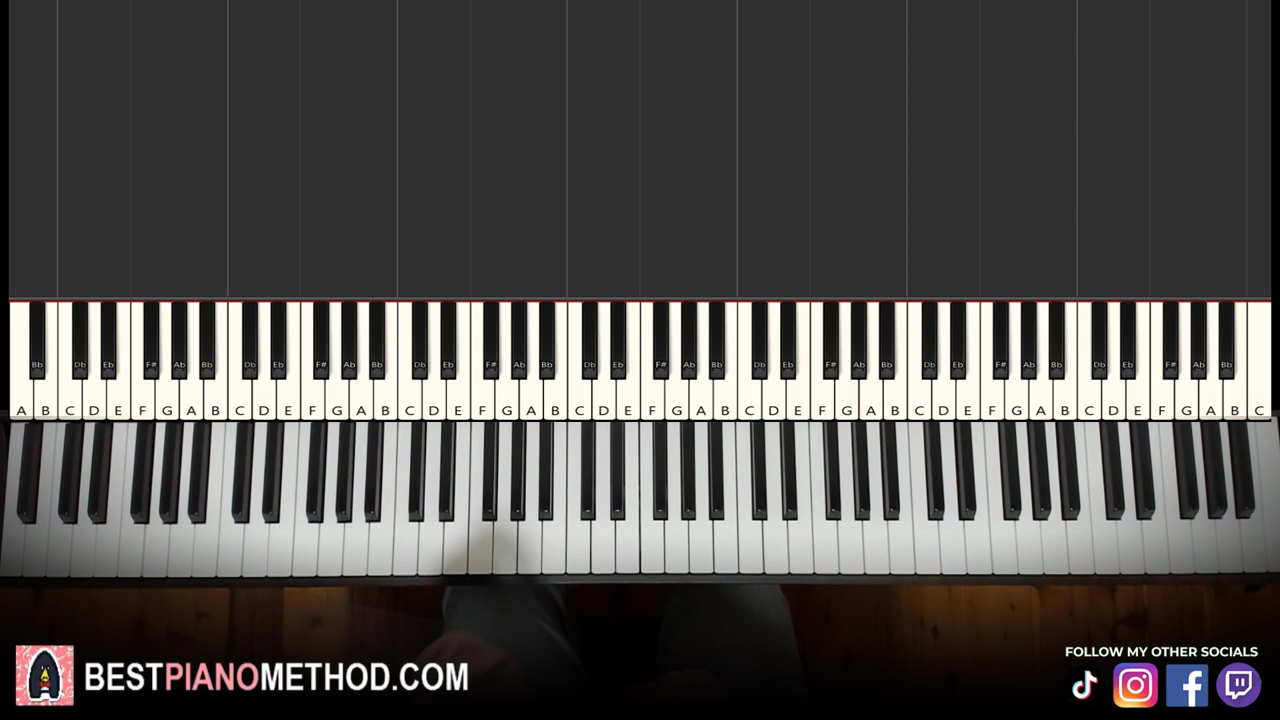 Bb Db Eb F# Ab Bb Db Eb F# Ab Bb Db Eb F# Ab Bb Db Eb F# Ab Bb Db Eb F# Ab Bb Db Eb F# Ab Bb Db Eb F# Ab Bb
A B C D E F G A B C D E F G A B C D E F G A B C D E F G A B C D E F G A B C D E F G A B C D E F G A B C
FOLLOW MY OTHER SOCIALS
BESTPIANOMETHOD.COM